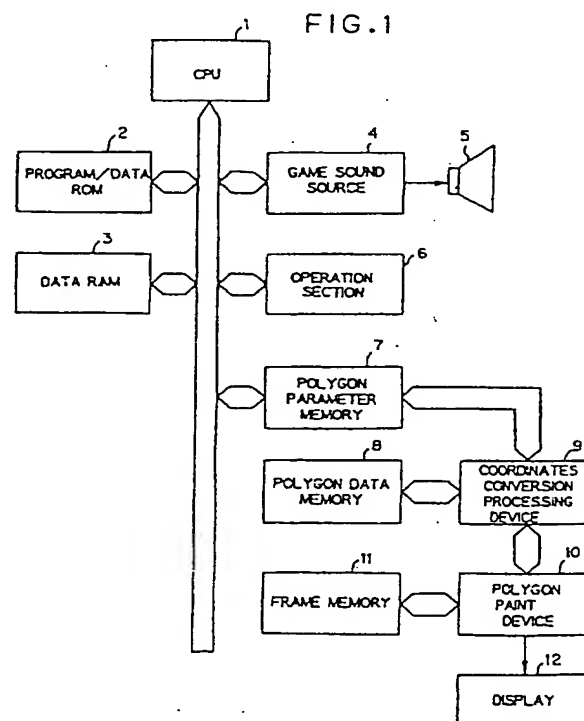 FIG.1
1
CPU
2
PROGRAM/DATA
ROM
4
GAME SOUND
SOURCE
5
3
DATA RAM
6
OPERATION
SECTION
7
POLYGON
PARAMETER
MEMORY
8
POLYGON DATA
MEMORY
9
COORDINATES
CONVERSION
PROCESSING
DEVICE
11
FRAME MEMORY
10
POLYGON
PAINT
DEVICE
12
DISPLAY